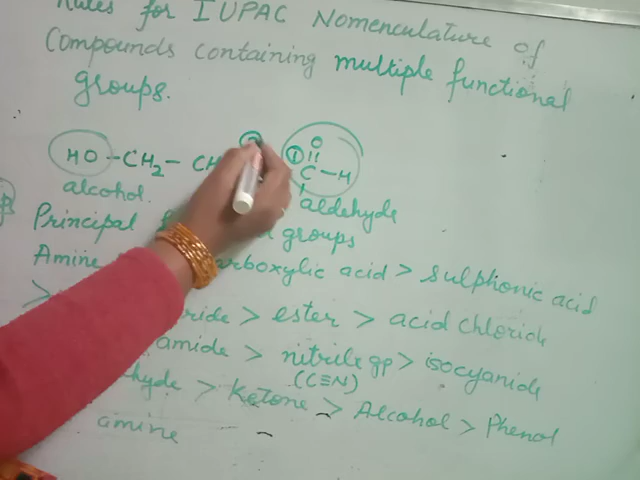 Rules for IUPAC Nomenculature of
Compounds containing multiple functional
groups.
O
HO-CH2-CH ② ① || C-H
alcohol. aldehyde
Principal groups
Amine carboxylic acid > sulphonic acid
> ride > ester > acid chloride
amide > nitrile gp > isocyanide
(C≡N)
hyde > Ketone > Alcohol > Phenol
amine